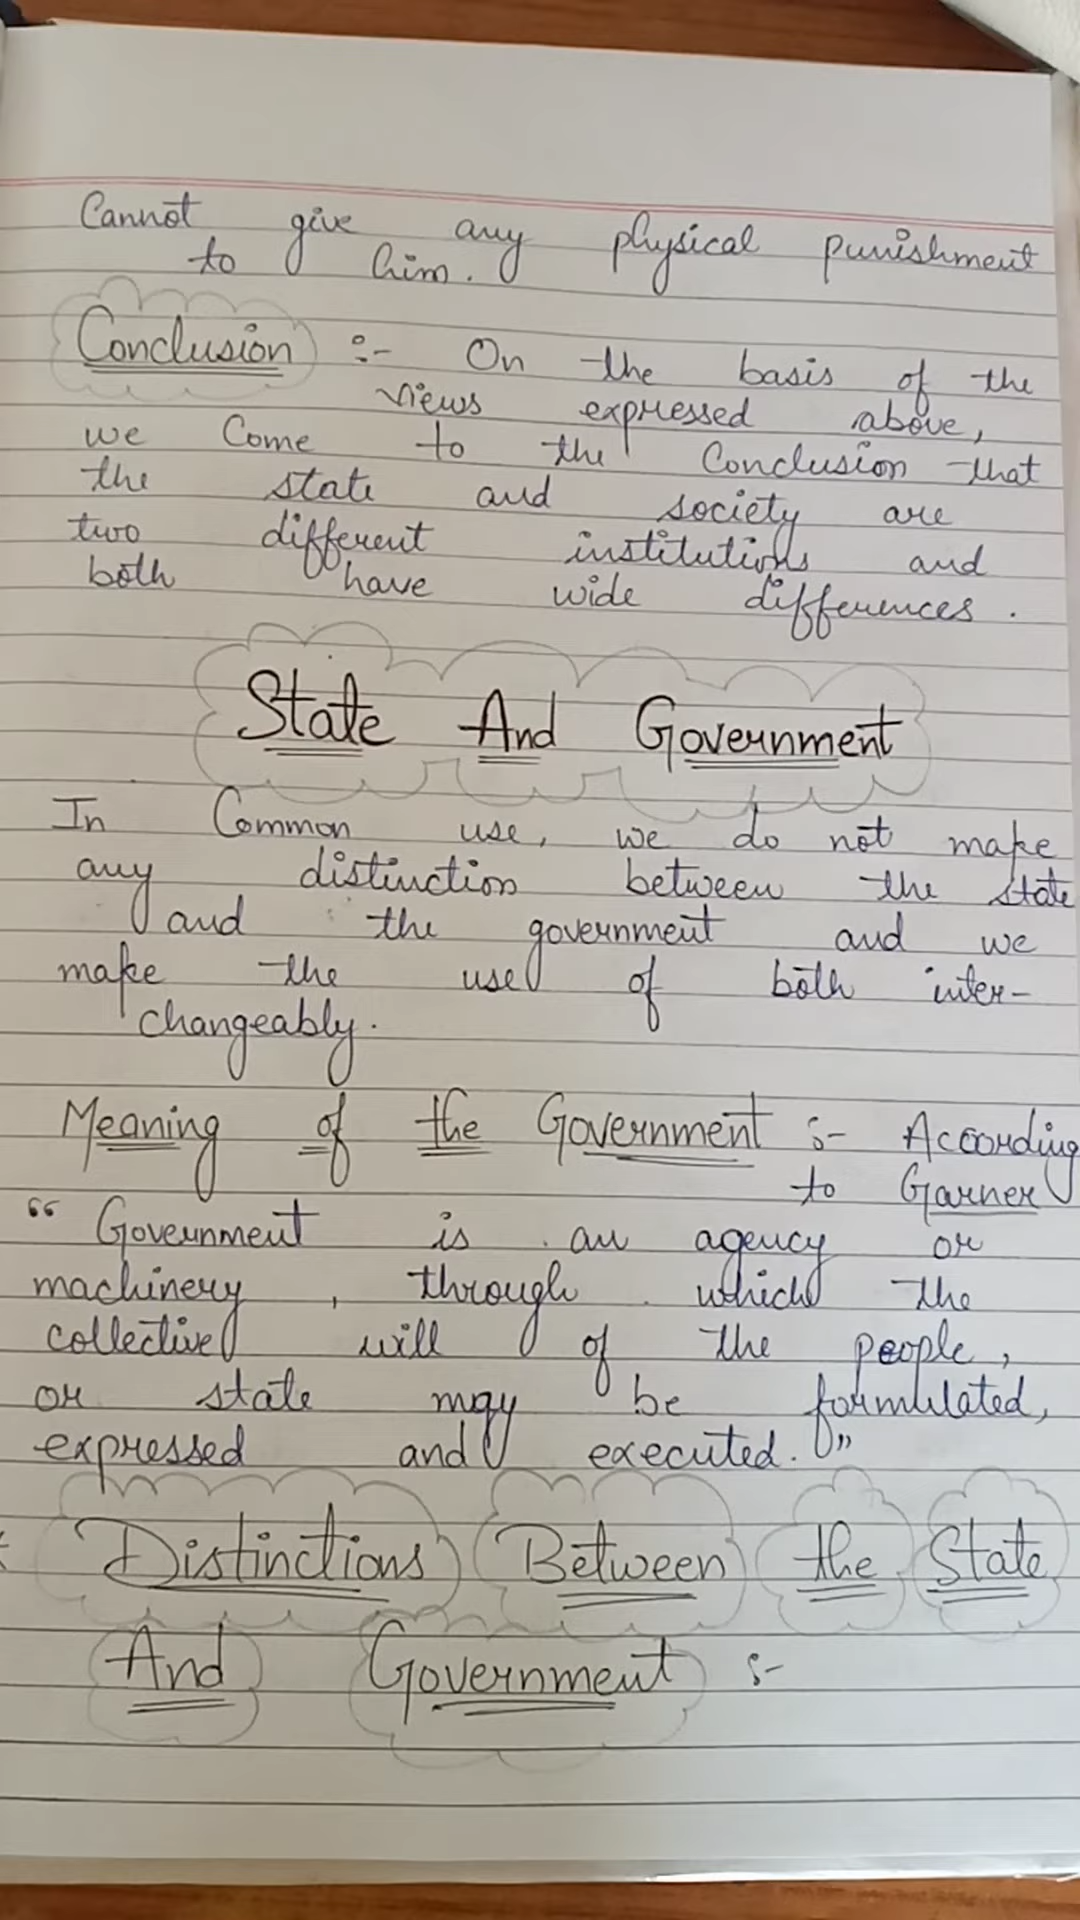 Cannot give any physical punishment
to him.
Conclusion :- On the basis of the
views expressed above,
we Come to the Conclusion that
the state and society are
two different institutions and
both have wide differences.
State And Government
In Common use, we do not make
any distinction between the state
and the government and we
make the use of both inter-
changeably.
Meaning of the Government :- According
to Garner
“ Government is an agency or
machinery, through which the
collective will of the people,
or state may be formulated,
expressed and executed.”
Distinctions Between the State
And Government :-